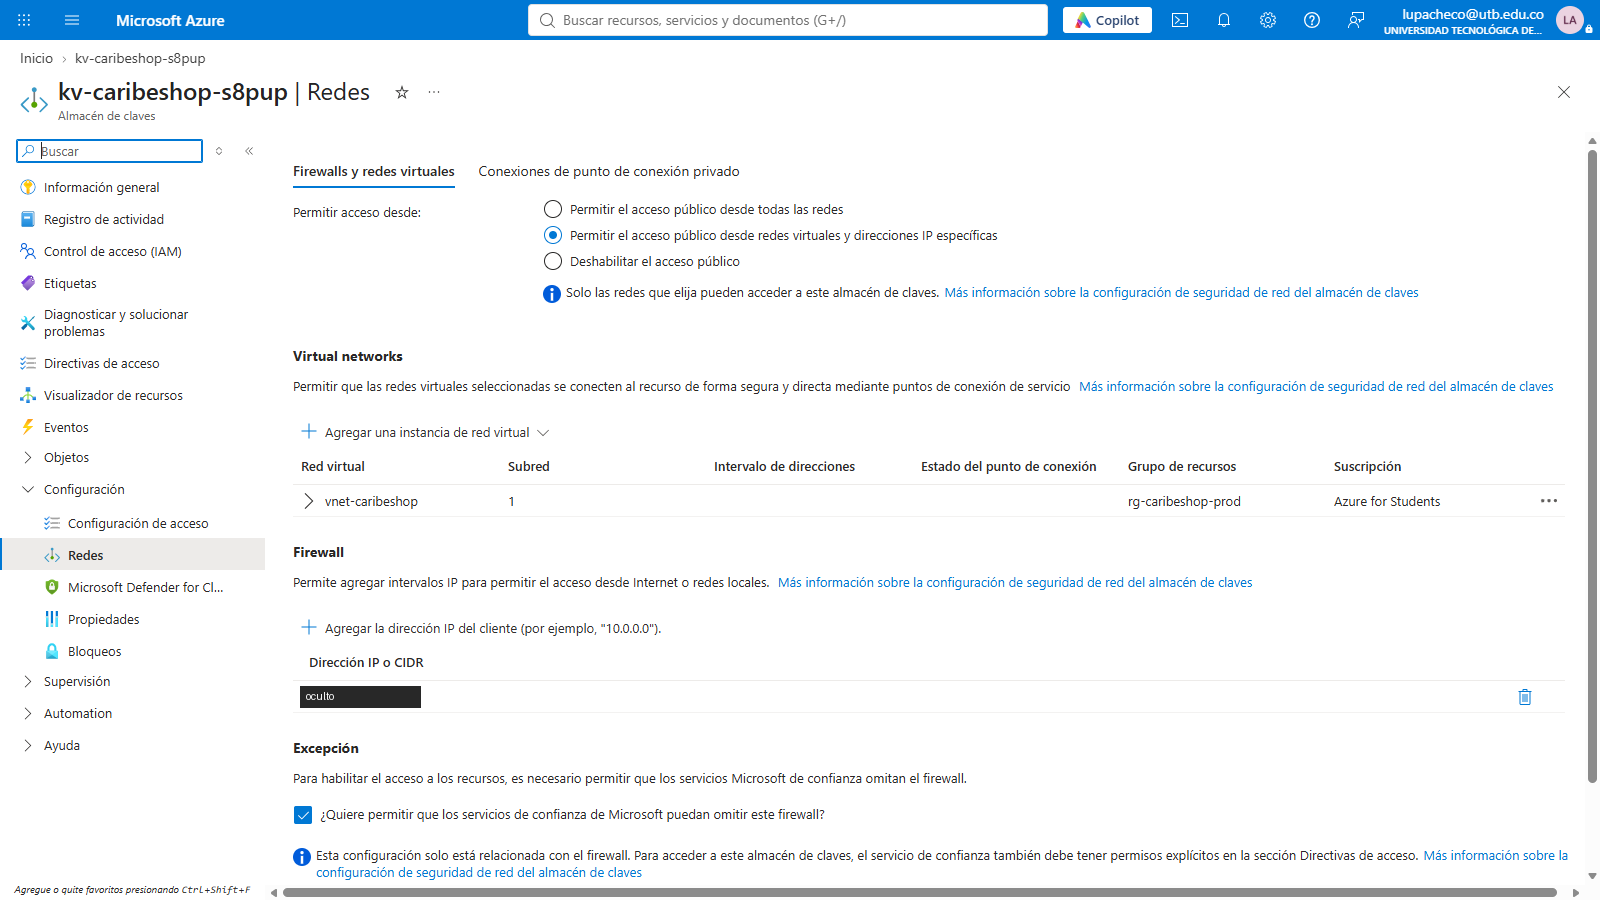 Microsoft Azure
Buscar recursos, servicios y documentos (G+/)
Copilot
lupacheco@utb.edu.co
UNIVERSIDAD TECNOLÓGICA DE...
LA
Inicio
kv-caribeshop-s8pup
kv-caribeshop-s8pup | Redes
Almacén de claves
Buscar
Información general
Registro de actividad
Control de acceso (IAM)
Etiquetas
Diagnosticar y solucionar
problemas
Directivas de acceso
Visualizador de recursos
Eventos
Objetos
Configuración
Configuración de acceso
Redes
Microsoft Defender for Cl...
Propiedades
Bloqueos
Supervisión
Automation
Ayuda
Agregue o quite favoritos presionando Ctrl+Shift+F
Firewalls y redes virtuales
Conexiones de punto de conexión privado
Permitir acceso desde:
Permitir el acceso público desde todas las redes
Permitir el acceso público desde redes virtuales y direcciones IP específicas
Deshabilitar el acceso público
Solo las redes que elija pueden acceder a este almacén de claves. Más información sobre la configuración de seguridad de red del almacén de claves
Virtual networks
Permitir que las redes virtuales seleccionadas se conecten al recurso de forma segura y directa mediante puntos de conexión de servicio Más información sobre la configuración de seguridad de red del almacén de claves
Agregar una instancia de red virtual
Red virtual Subred Intervalo de direcciones Estado del punto de conexión Grupo de recursos Suscripción
vnet-caribeshop 1 rg-caribeshop-prod Azure for Students
Firewall
Permite agregar intervalos IP para permitir el acceso desde Internet o redes locales. Más información sobre la configuración de seguridad de red del almacén de claves
Agregar la dirección IP del cliente (por ejemplo, "10.0.0.0").
Dirección IP o CIDR
oculto
Excepción
Para habilitar el acceso a los recursos, es necesario permitir que los servicios Microsoft de confianza omitan el firewall.
¿Quiere permitir que los servicios de confianza de Microsoft puedan omitir este firewall?
Esta configuración solo está relacionada con el firewall. Para acceder a este almacén de claves, el servicio de confianza también debe tener permisos explícitos en la sección Directivas de acceso. Más información sobre la
configuración de seguridad de red del almacén de claves